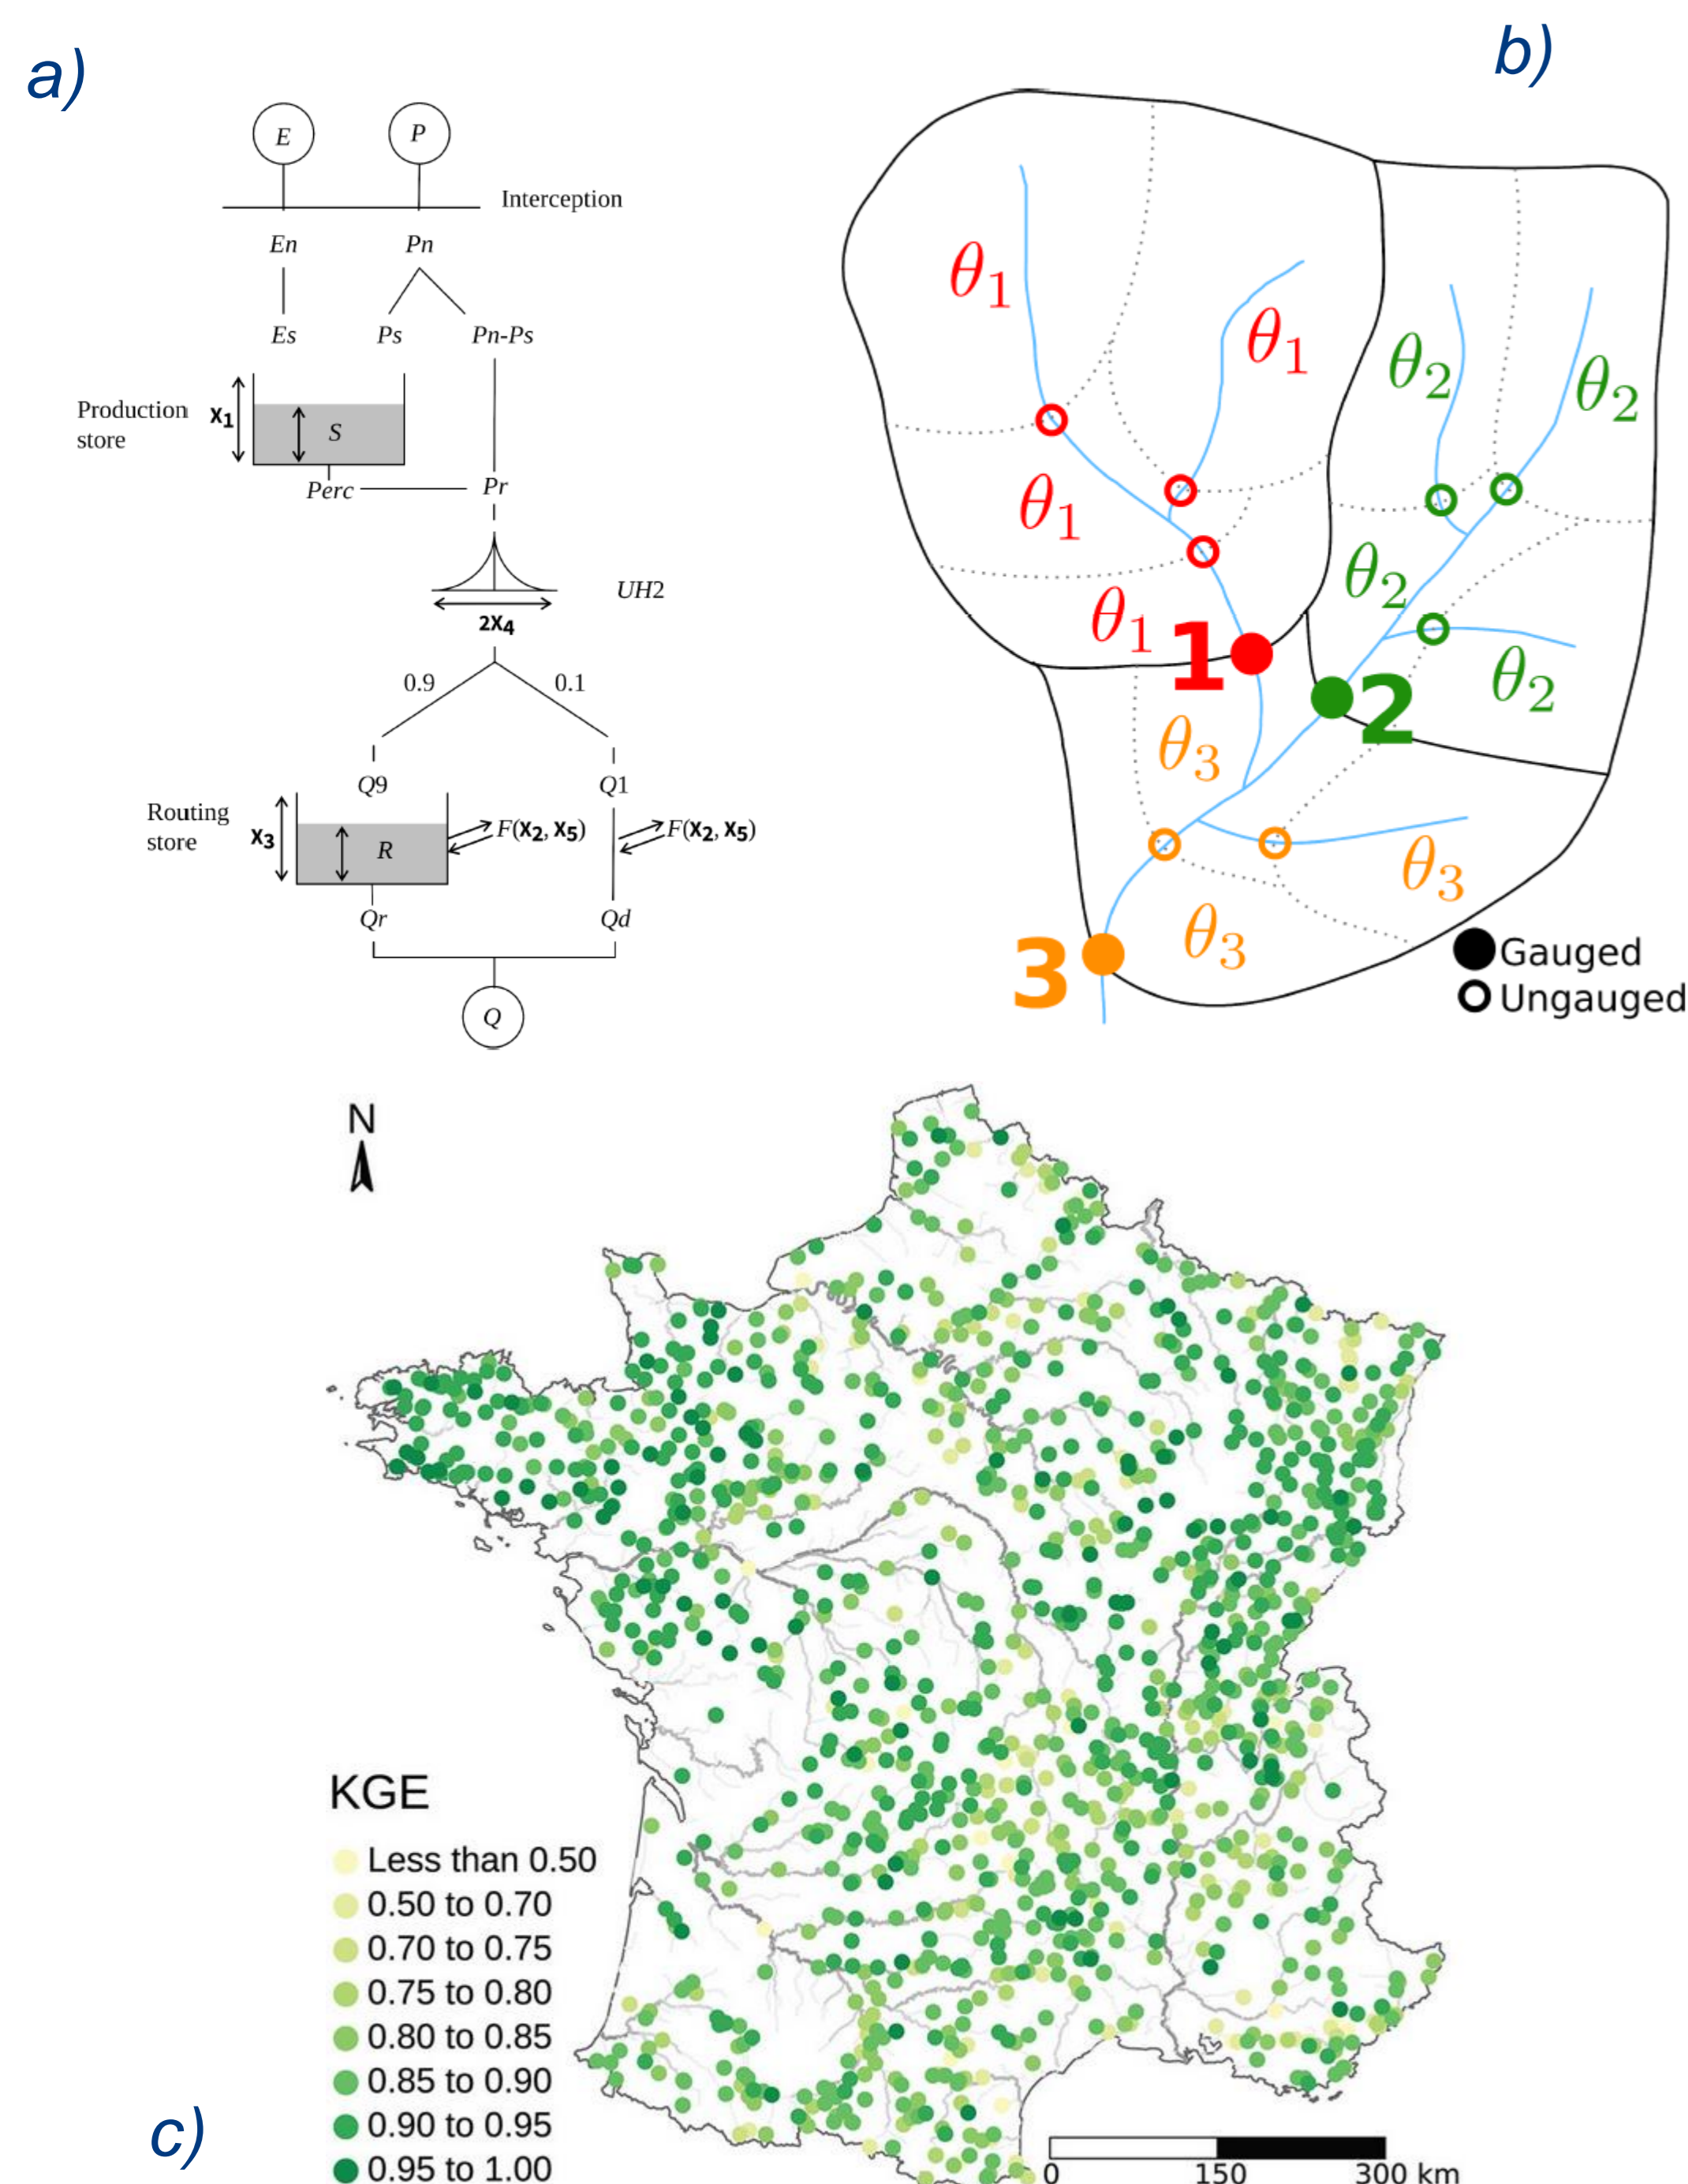 a)
E P
Interception
En Pn
Es Ps Pn-Ps
Production
store
x1
S
Perc Pr
UH2
2x4
0.9 0.1
Q9 Q1
Routing
store
x3
R
F(x2, x5) F(x2, x5)
Qr Qd
Q
b)
θ1
θ1
θ2
θ2
θ1
θ2
θ1
1
θ2
2
θ3
θ3
θ3
3
Gauged
Ungauged
N
KGE
Less than 0.50
0.50 to 0.70
0.70 to 0.75
0.75 to 0.80
0.80 to 0.85
0.85 to 0.90
0.90 to 0.95
0.95 to 1.00
c)
0 150 300 km